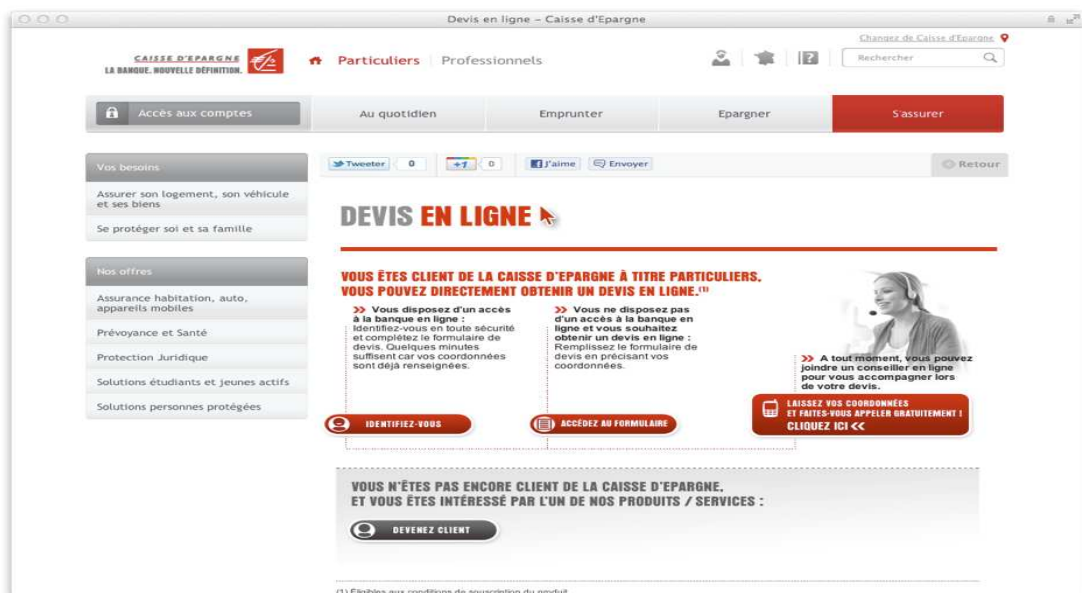 Devis en ligne – Caisse d'Epargne
Changez de Caisse d'Epargne
CAISSE D'EPARGNE
LA BANQUE. NOUVELLE DÉFINITION.
Particuliers
Professionnels
Rechercher
Accès aux comptes
Au quotidien
Emprunter
Epargner
S'assurer
Vos besoins
Assurer son logement, son véhicule
et ses biens
Se protéger soi et sa famille
Nos offres
Assurance habitation, auto,
appareils mobiles
Prévoyance et Santé
Protection Juridique
Solutions étudiants et jeunes actifs
Solutions personnes protégées
Tweeter 0
+1 0
J'aime
Envoyer
Retour
DEVIS EN LIGNE
VOUS ÊTES CLIENT DE LA CAISSE D'EPARGNE À TITRE PARTICULIERS,
VOUS POUVEZ DIRECTEMENT OBTENIR UN DEVIS EN LIGNE.(1)
>> Vous disposez d'un accès
à la banque en ligne :
Identifiez-vous en toute sécurité
et complétez le formulaire de
devis. Quelques minutes
suffisent car vos coordonnées
sont déjà renseignées.
IDENTIFIEZ-VOUS
>> Vous ne disposez pas
d'un accès à la banque en
ligne et vous souhaitez
obtenir un devis en ligne :
Remplissez le formulaire de
devis en précisant vos
coordonnées.
ACCÉDEZ AU FORMULAIRE
>> A tout moment, vous pouvez
joindre un conseiller en ligne
pour vous accompagner lors
de votre devis.
LAISSEZ VOS COORDONNÉES
ET FAITES-VOUS APPELER GRATUITEMENT !
CLIQUEZ ICI <<
VOUS N'ÊTES PAS ENCORE CLIENT DE LA CAISSE D'EPARGNE,
ET VOUS ÊTES INTÉRESSÉ PAR L'UN DE NOS PRODUITS / SERVICES :
DEVENEZ CLIENT
(1) Eligibles aux conditions de souscription du produit